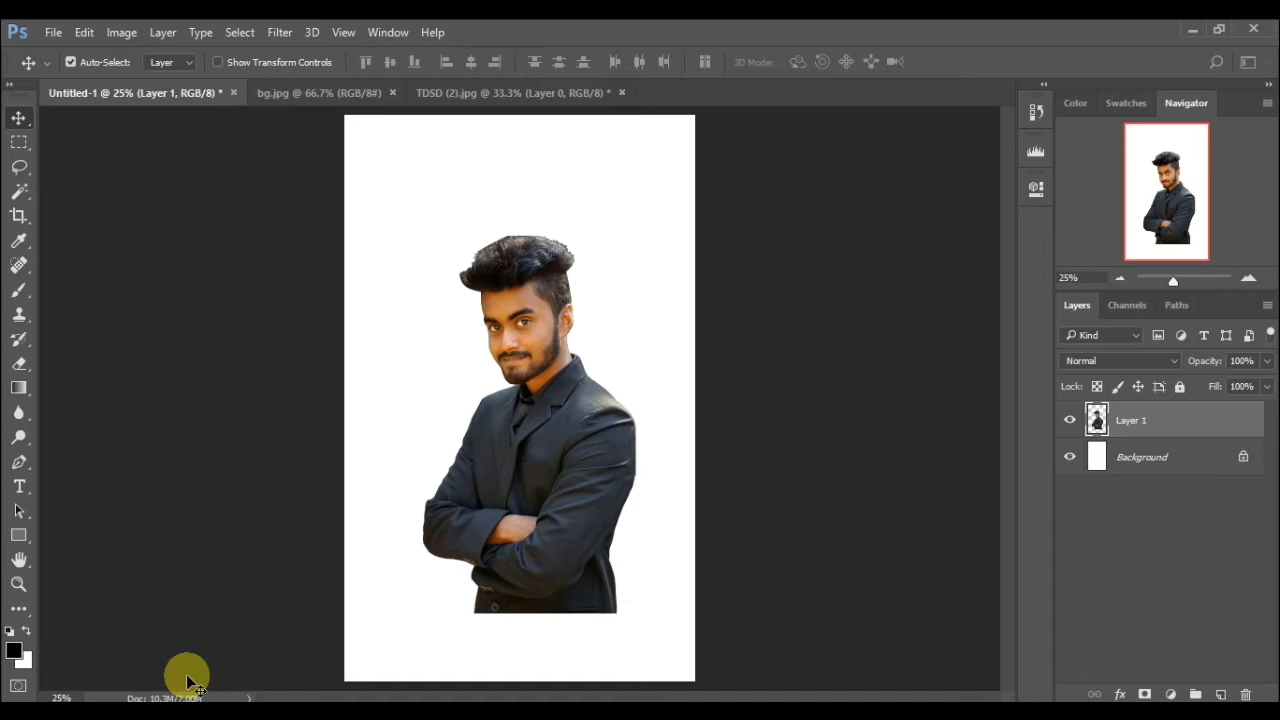 Ps File Edit Image Layer Type Select Filter 3D View Window Help
Auto-Select: Layer Show Transform Controls 3D Mode:
Untitled-1 @ 25% (Layer 1, RGB/8) * × bg.jpg @ 66.7% (RGB/8#) × TDSD (2).jpg @ 33.3% (Layer 0, RGB/8) * ×
Color Swatches Navigator
25%
Layers Channels Paths
Kind
Normal Opacity: 100%
Lock: Fill: 100%
Layer 1
Background
25% Doc: 10.3M/7.00M